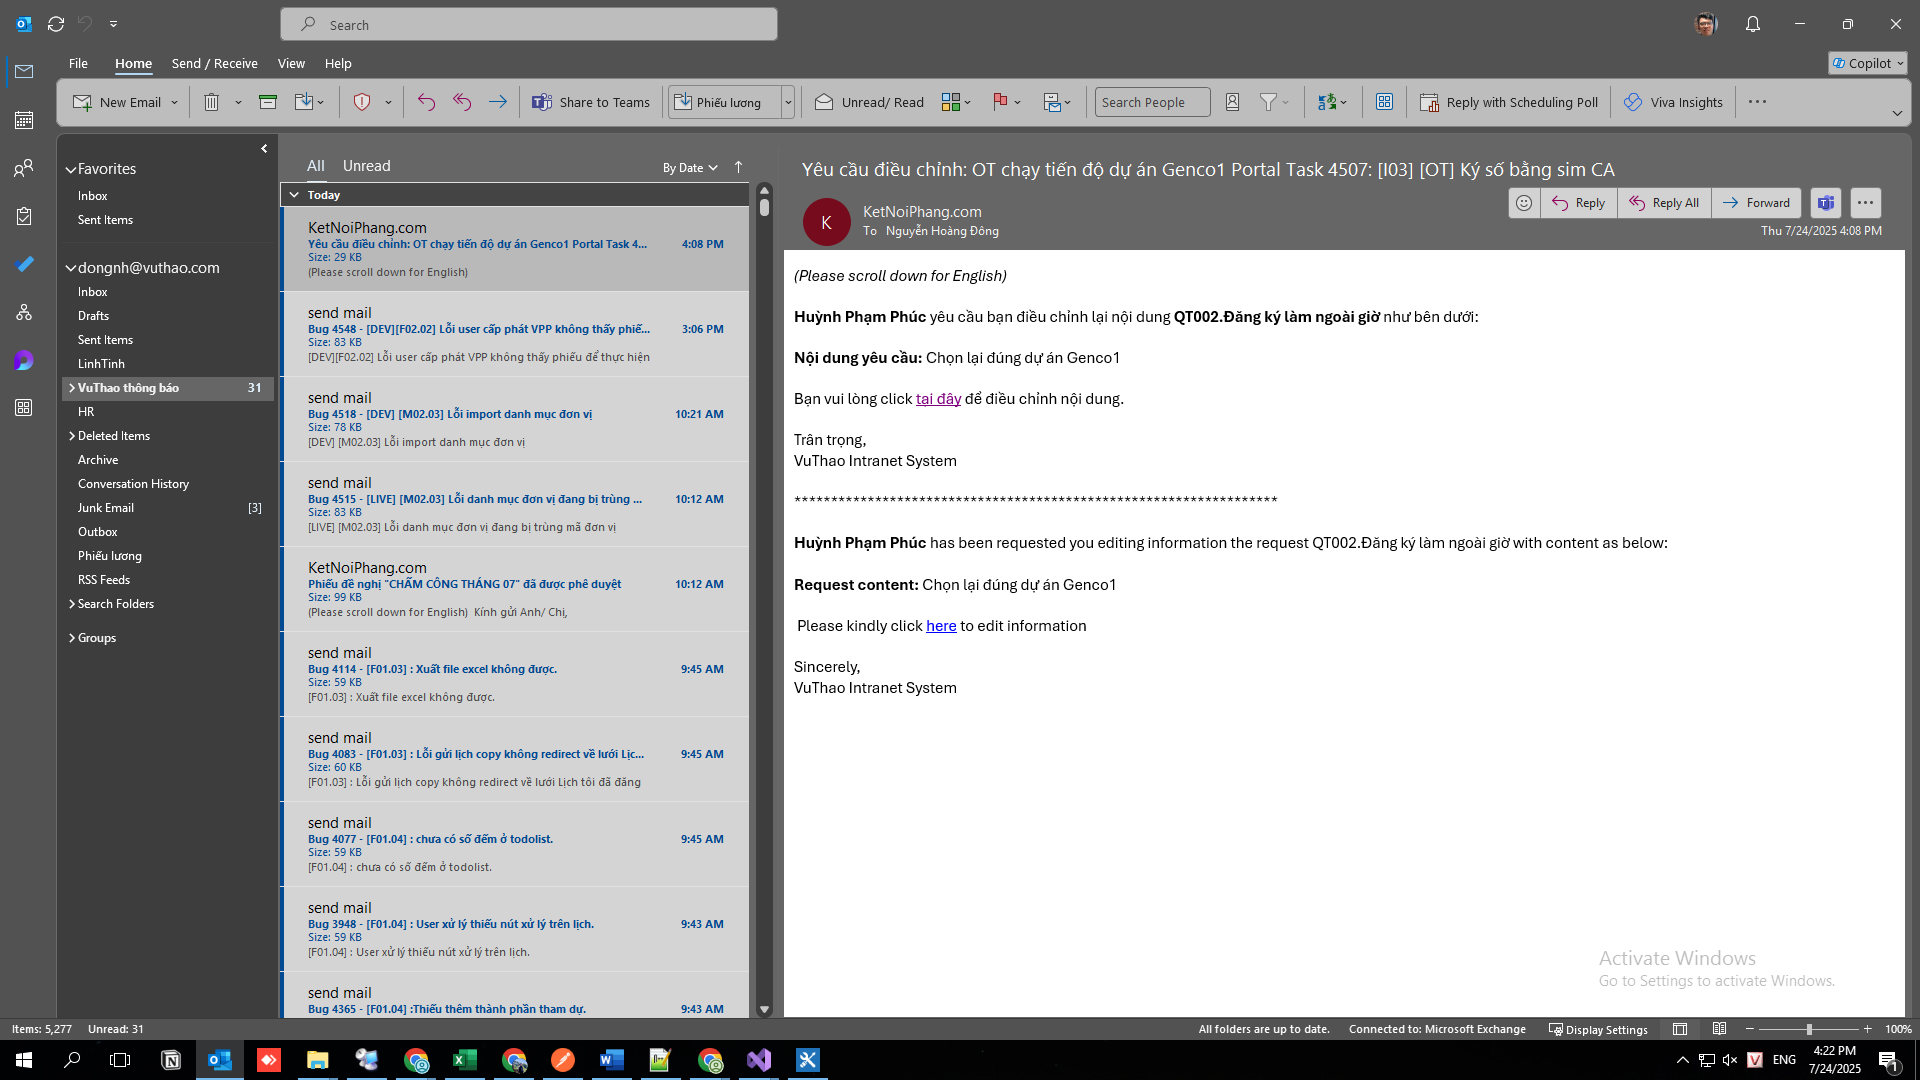 Search
File
Home
Send / Receive
View
Help
Copilot
New Email
Share to Teams
Phiếu lương
Unread/ Read
Search People
Reply with Scheduling Poll
Viva Insights
Favorites
Inbox
Sent Items
dongnh@vuthao.com
Inbox
Drafts
Sent Items
LinhTinh
VuThao thông báo 31
HR
Deleted Items
Archive
Conversation History
Junk Email [3]
Outbox
Phiếu lương
RSS Feeds
Search Folders
Groups
All Unread By Date
Today
KetNoiPhang.com
Yêu cầu điều chỉnh: OT chạy tiến độ dự án Genco1 Portal Task 4... 4:08 PM
Size: 29 KB
(Please scroll down for English)
send mail
Bug 4548 - [DEV][F02.02] Lỗi user cấp phát VPP không thấy phiế... 3:06 PM
Size: 83 KB
[DEV][F02.02] Lỗi user cấp phát VPP không thấy phiếu để thực hiện
send mail
Bug 4518 - [DEV] [M02.03] Lỗi import danh mục đơn vị 10:21 AM
Size: 78 KB
[DEV] [M02.03] Lỗi import danh mục đơn vị
send mail
Bug 4515 - [LIVE] [M02.03] Lỗi danh mục đơn vị đang bị trùng ... 10:12 AM
Size: 83 KB
[LIVE] [M02.03] Lỗi danh mục đơn vị đang bị trùng mã đơn vị
KetNoiPhang.com
Phiếu đề nghị "CHẤM CÔNG THÁNG 07" đã được phê duyệt 10:12 AM
Size: 99 KB
(Please scroll down for English) Kính gửi Anh/ Chị,
send mail
Bug 4114 - [F01.03] : Xuất file excel không được. 9:45 AM
Size: 59 KB
[F01.03] : Xuất file excel không được.
send mail
Bug 4083 - [F01.03] : Lỗi gửi lịch copy không redirect về lưới Lịc... 9:45 AM
Size: 60 KB
[F01.03] : Lỗi gửi lịch copy không redirect về lưới Lịch tôi đã đăng
send mail
Bug 4077 - [F01.04] : chưa có số đếm ở todolist. 9:45 AM
Size: 59 KB
[F01.04] : chưa có số đếm ở todolist.
send mail
Bug 3948 - [F01.04] : User xử lý thiếu nút xử lý trên lịch. 9:43 AM
Size: 59 KB
[F01.04] : User xử lý thiếu nút xử lý trên lịch.
send mail
Bug 4365 - [F01.04] :Thiếu thêm thành phần tham dự. 9:43 AM
Yêu cầu điều chỉnh: OT chạy tiến độ dự án Genco1 Portal Task 4507: [I03] [OT] Ký số bằng sim CA
K
KetNoiPhang.com
To Nguyễn Hoàng Đông
Reply
Reply All
Forward
Thu 7/24/2025 4:08 PM
(Please scroll down for English)
Huỳnh Phạm Phúc yêu cầu bạn điều chỉnh lại nội dung QT002.Đăng ký làm ngoài giờ như bên dưới:
Nội dung yêu cầu: Chọn lại đúng dự án Genco1
Bạn vui lòng click tại đây để điều chỉnh nội dung.
Trân trọng,
VuThao Intranet System
******************************************************************
Huỳnh Phạm Phúc has been requested you editing information the request QT002.Đăng ký làm ngoài giờ with content as below:
Request content: Chọn lại đúng dự án Genco1
Please kindly click here to edit information
Sincerely,
VuThao Intranet System
Activate Windows
Go to Settings to activate Windows.
Items: 5,277 Unread: 31
All folders are up to date.
Connected to: Microsoft Exchange
Display Settings
100%
ENG
4:22 PM
7/24/2025
1